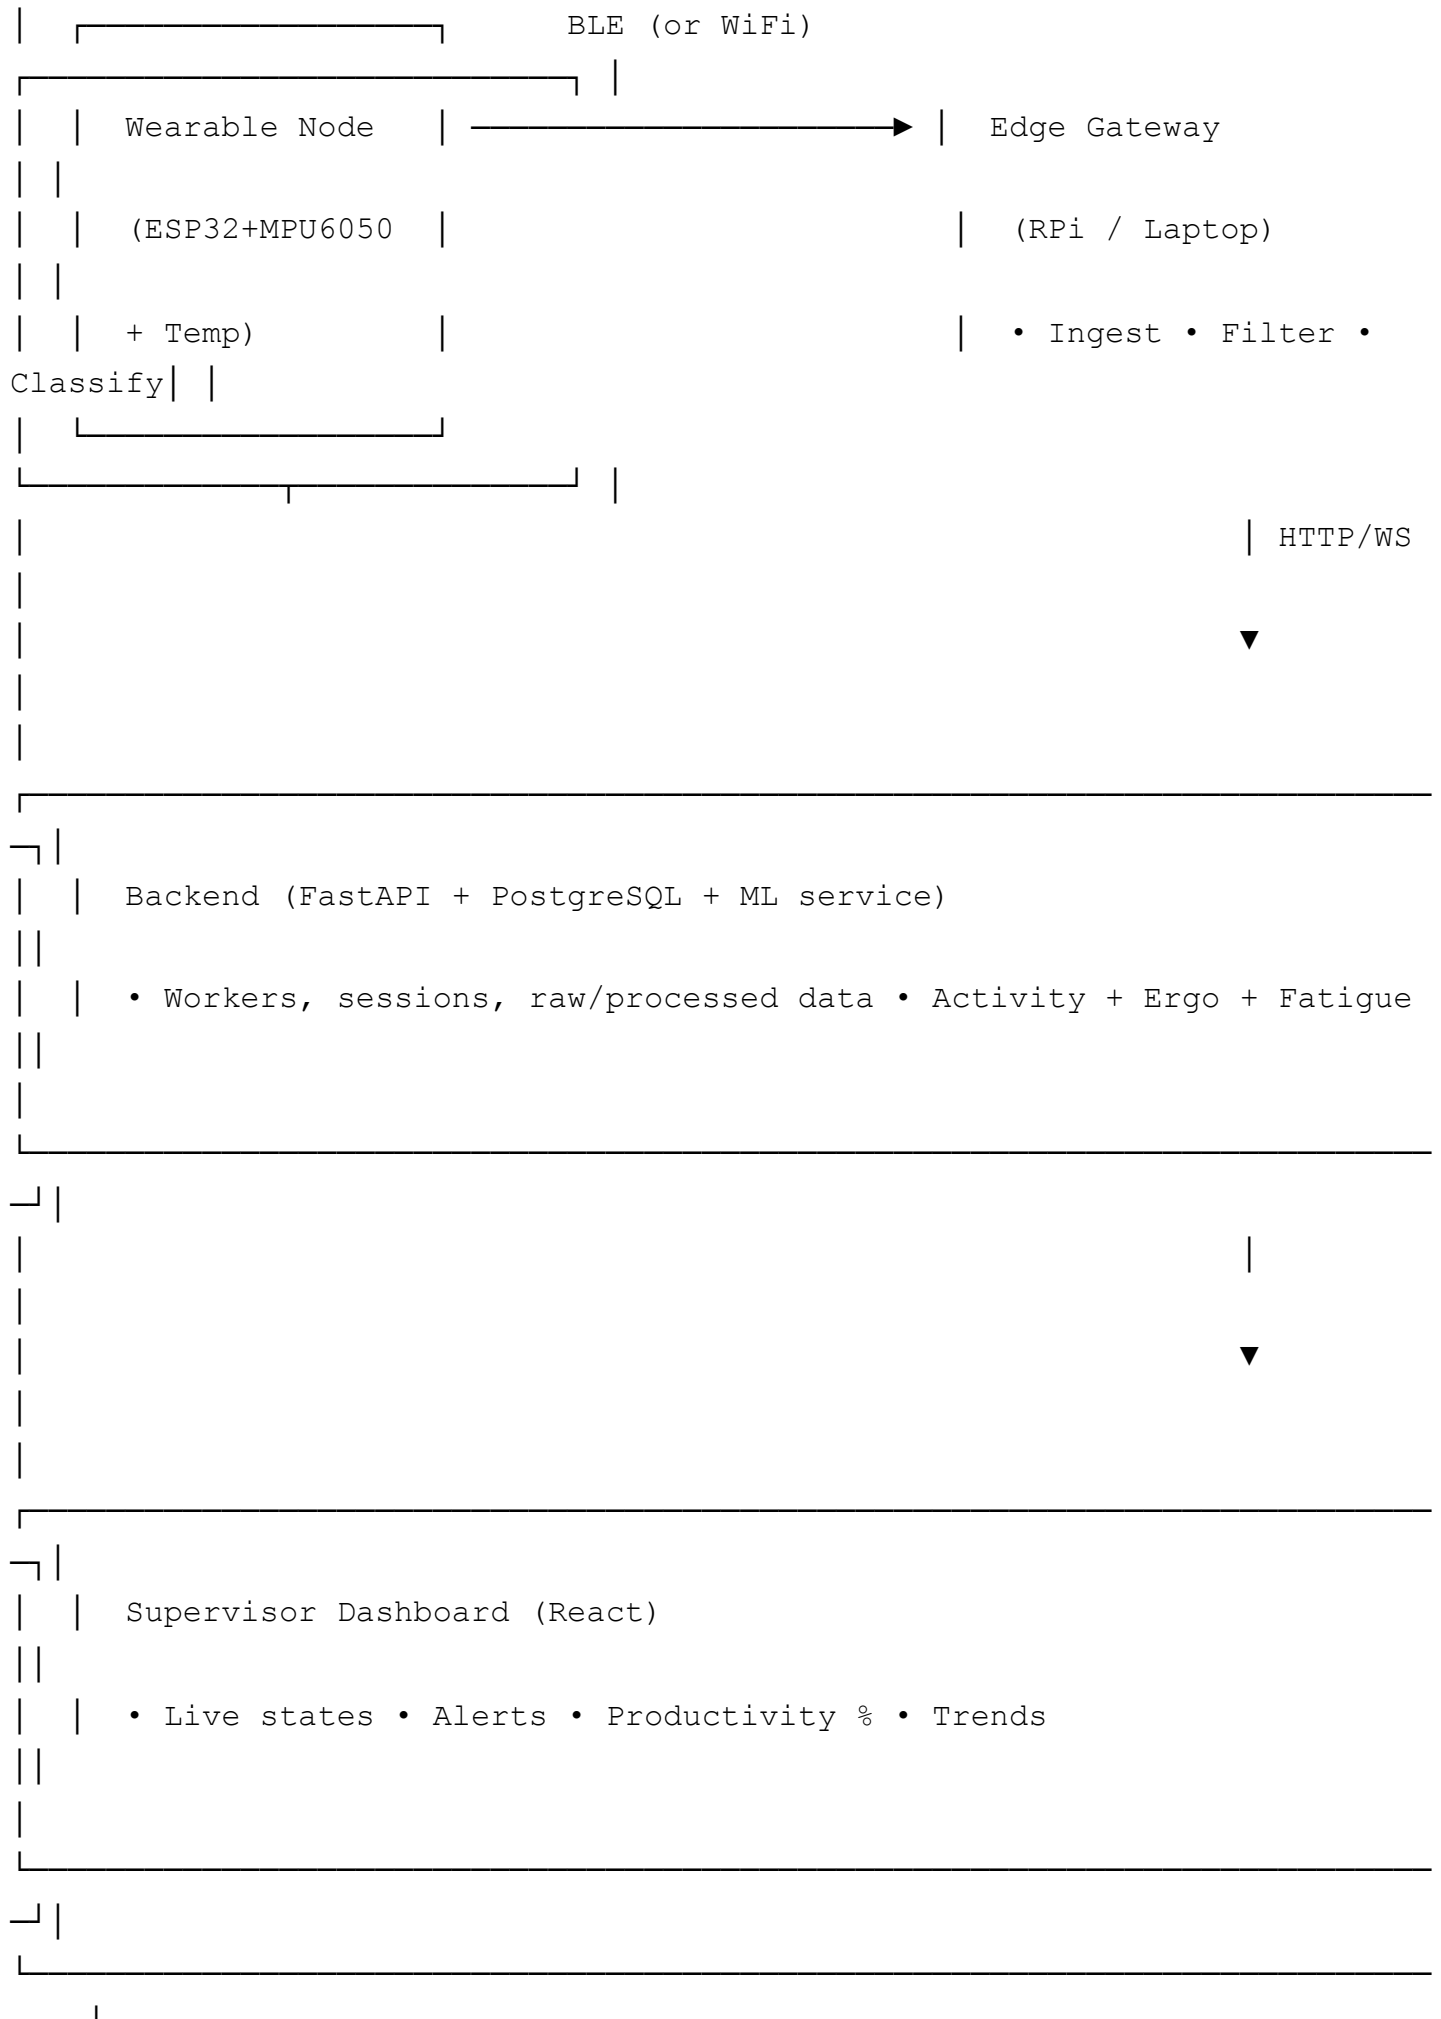 BLE (or WiFi)
Wearable Node ► Edge Gateway
(ESP32+MPU6050 (RPi / Laptop)
+ Temp) • Ingest • Filter •
Classify
HTTP/WS
▼
Backend (FastAPI + PostgreSQL + ML service)
• Workers, sessions, raw/processed data • Activity + Ergo + Fatigue
▼
Supervisor Dashboard (React)
• Live states • Alerts • Productivity % • Trends